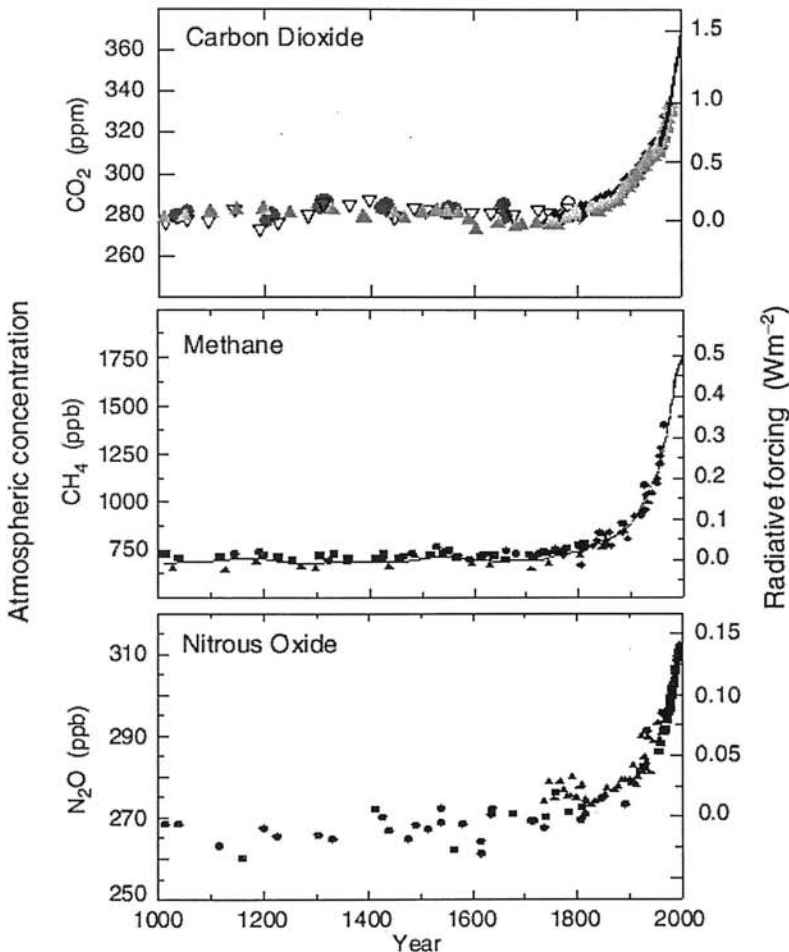 Carbon Dioxide
360
340
320
300
280
260
CO₂ (ppm)
1.5
1.0
0.5
0.0
Methane
1750
1500
1250
1000
750
CH₄ (ppb)
0.5
0.4
0.3
0.2
0.1
0.0
Nitrous Oxide
310
290
270
250
N₂O (ppb)
0.15
0.10
0.05
0.0
1000 1200 1400 1600 1800 2000
Year
Atmospheric concentration
Radiative forcing (Wm⁻²)